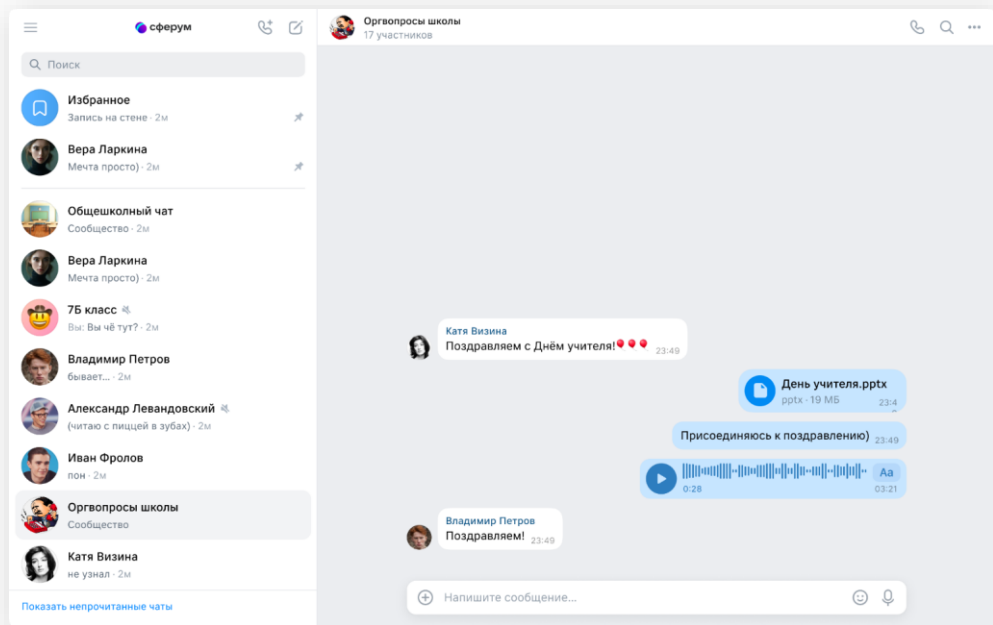 сферум
Поиск
Избранное
Запись на стене · 2м
Вера Ларкина
Мечта просто) · 2м
Общешкольный чат
Сообщество · 2м
Вера Ларкина
Мечта просто) · 2м
7Б класс
Вы: Вы чё тут? · 2м
Владимир Петров
бывает... · 2м
Александр Левандовский
(читаю с пиццей в зубах) · 2м
Иван Фролов
пон · 2м
Оргвопросы школы
Сообщество
Катя Визина
не узнал · 2м
Показать непрочитанные чаты
Оргвопросы школы
17 участников
Катя Визина
Поздравляем с Днём учителя!🎈🎈🎈 23:49
День учителя.pptx
pptx · 19 МБ 23:4
Присоединяюсь к поздравлению) 23:49
Aa
0:28 03:21
Владимир Петров
Поздравляем! 23:49
Напишите сообщение...